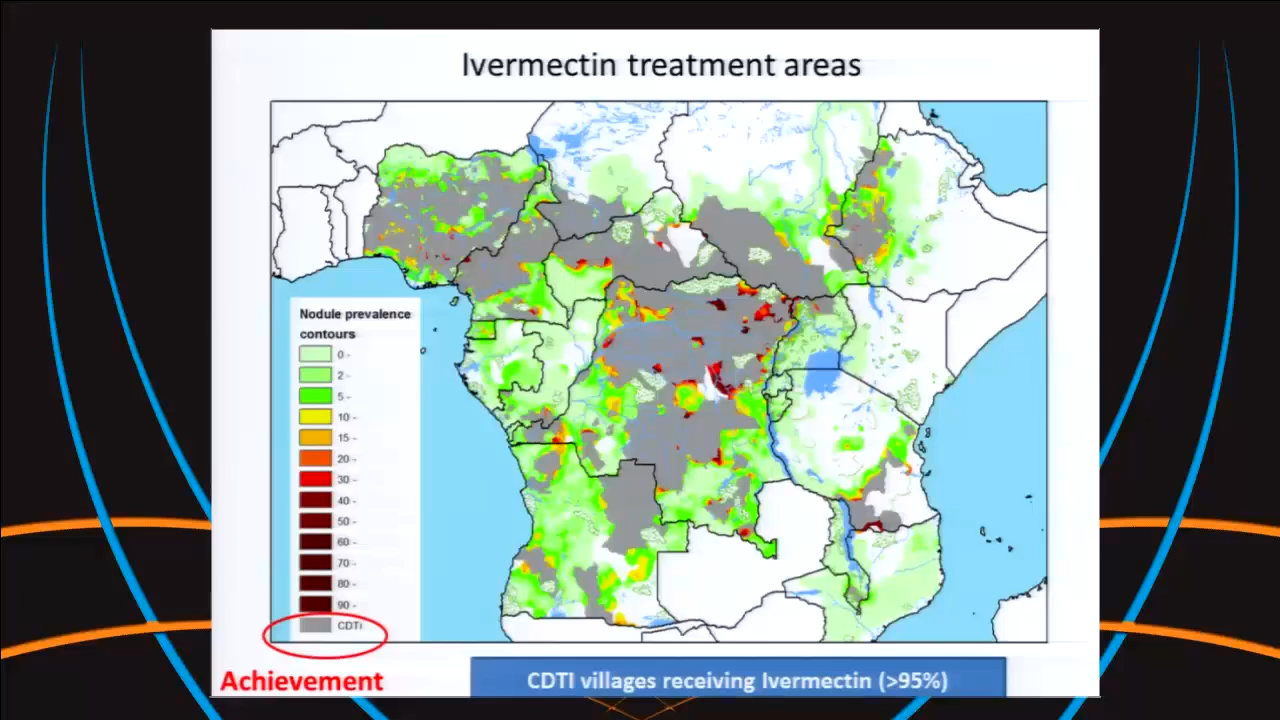 Ivermectin treatment areas
Nodule prevalence
contours
0 -
2 -
5 -
10 -
15 -
20 -
30 -
40 -
50 -
60 -
70 -
80 -
90 -
CDTI
Achievement
CDTI villages receiving Ivermectin (>95%)